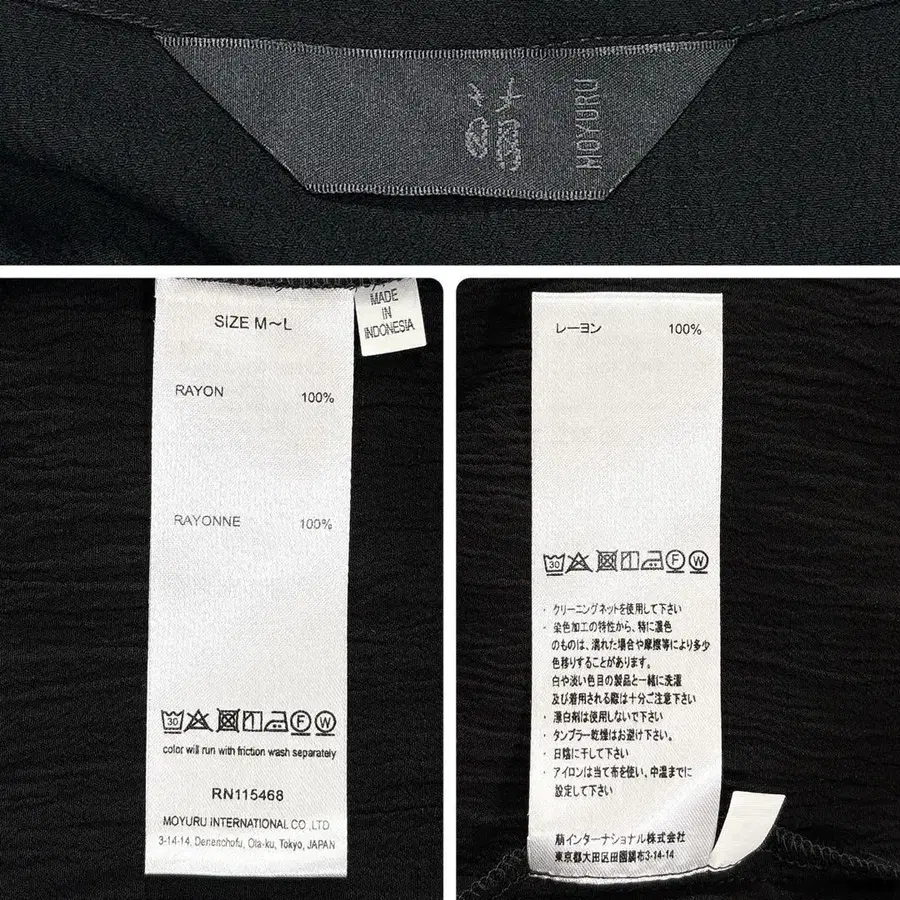 MOYURU
SIZE M～L
MADE
IN
INDONESIA
RAYON 100%
RAYONNE 100%
30
F
W
color will run with friction wash separately
RN115468
MOYURU INTERNATIONAL CO.,LTD.
3-14-14, Denenchofu, Ota-ku, Tokyo, JAPAN
レーヨン 100%
30
F
W
・クリーニングネットを使用して下さい
・染色加工の特性から、特に濃色
のものは、濡れた場合や摩擦等により多少
色移りすることがあります。
白や淡い色目の製品と一緒に洗濯
及び着用される際は十分ご注意下さい
・漂白剤は使用しないで下さい
・タンブラー乾燥はお避け下さい。
・日陰に干して下さい
・アイロンは当て布を使い、中温までに
設定して下さい
インターナショナル株式会社
東京都大田区田園調布3-14-14